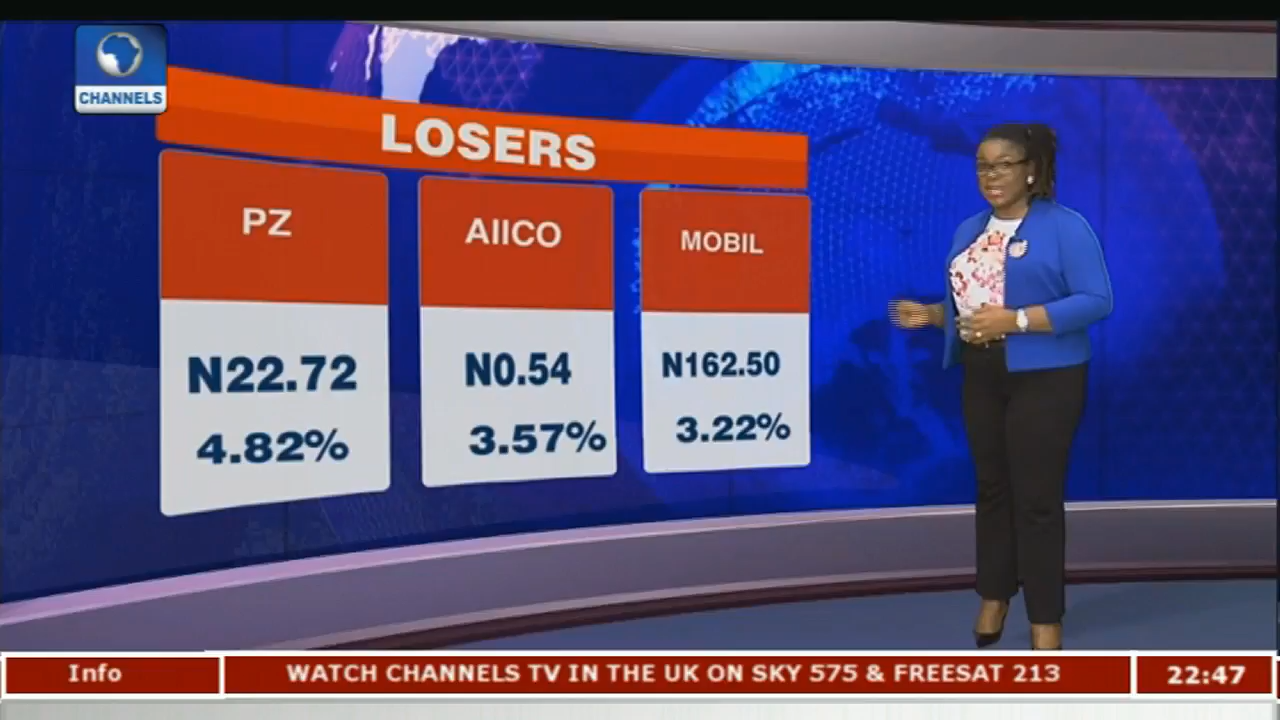 CHANNELS
LOSERS
PZ
N22.72
4.82%
AIICO
N0.54
3.57%
MOBIL
N162.50
3.22%
Info
WATCH CHANNELS TV IN THE UK ON SKY 575 & FREESAT 213
22:47